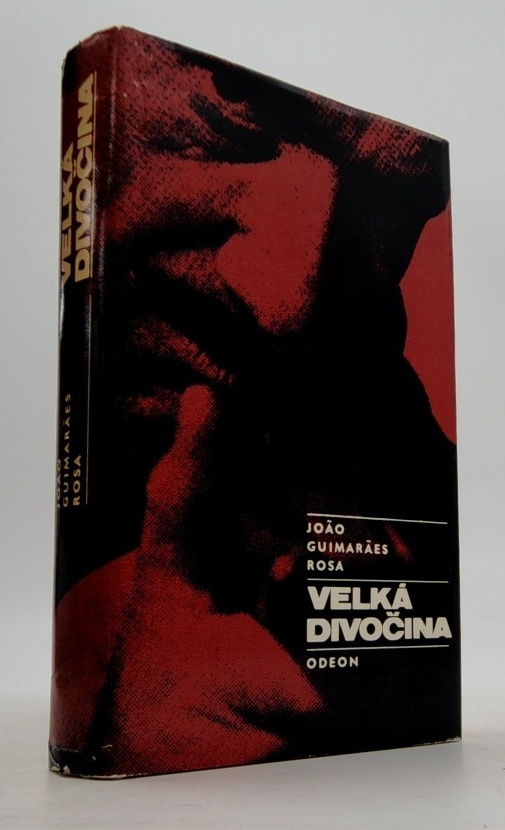 VELKÁ
DIVOČINA
JOÃO
GUIMARÃES
ROSA
JOÃO
GUIMARÃES
ROSA
VELKÁ
DIVOČINA
ODEON